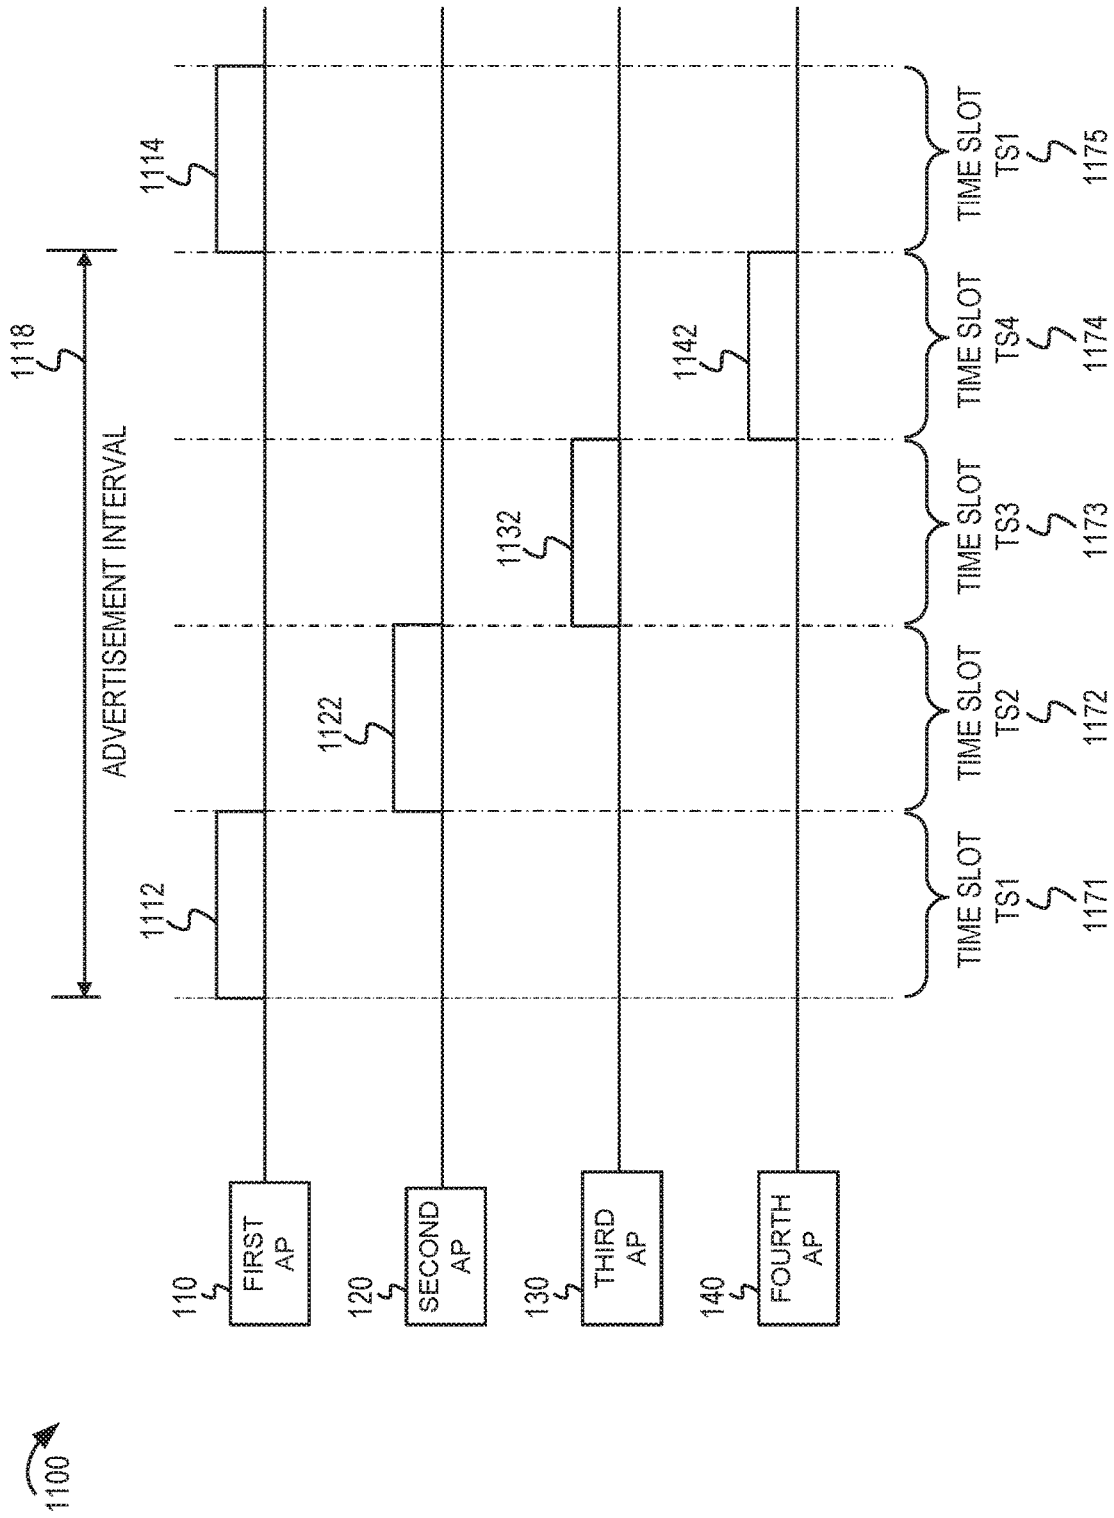 1100
1118
ADVERTISEMENT INTERVAL
110
FIRST
AP
1112
1114
120
SECOND
AP
1122
130
THIRD
AP
1132
140
FOURTH
AP
1142
TIME SLOT
TS1
1171
TIME SLOT
TS2
1172
TIME SLOT
TS3
1173
TIME SLOT
TS4
1174
TIME SLOT
TS1
1175